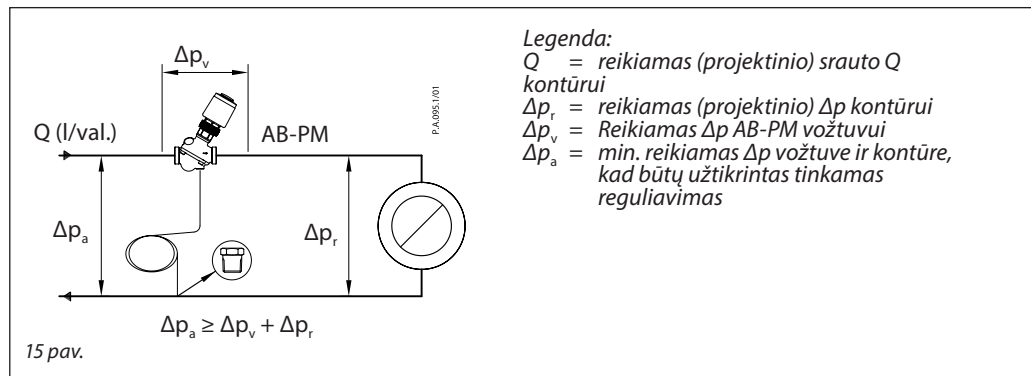 Δpᵥ
Q (l/val.)
AB-PM
P.A.095.1/01
Δpₐ
Δpᵣ
Δpₐ ≥ Δpᵥ + Δpᵣ
15 pav.
Legenda:
Q = reikiamas (projektinio) srauto Q
kontūrui
Δpᵣ = reikiamas (projektinio) Δp kontūrui
Δpᵥ = Reikiamas Δp AB-PM vožtuvui
Δpₐ = min. reikiamas Δp vožtuve ir kontūre,
kad būtų užtikrintas tinkamas
reguliavimas